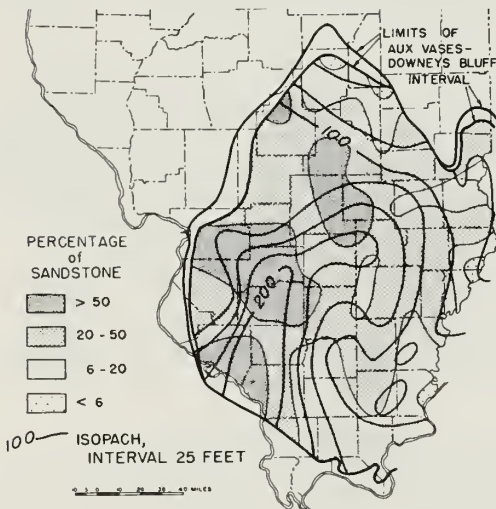 LIMITS OF
AUX VASES-
DOWNEYS BLUFF
INTERVAL
100
200
PERCENTAGE
of
SANDSTONE
> 50
20 - 50
6 - 20
< 6
100
ISOPACH,
INTERVAL 25 FEET
40 MILES